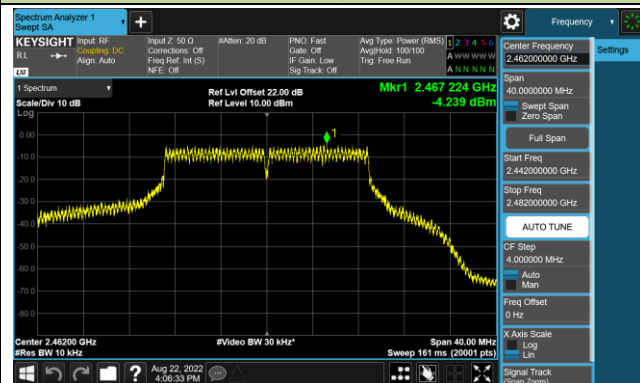 Spectrum Analyzer 1
Swept SA
Frequency
KEYSIGHT
Input: RF
Coupling: DC
Align: Auto
Input Z: 50 Ω
Corrections: Off
Freq Ref: Int (S)
NFE: Off
#Atten: 20 dB
PNO: Fast
Gate: Off
IF Gain: Low
Sig Track: Off
Avg Type: Power (RMS)
Avg|Hold: 100/100
Trig: Free Run
1 2 3 4 5 6
A W W W W W
A N N N N N
RL
LXI
1 Spectrum
Scale/Div 10 dB
Log
Ref Lvl Offset 22.00 dB
Ref Level 10.00 dBm
Mkr1 2.467 224 GHz
-4.239 dBm
1
0.00
-10.0
-20.0
-30.0
-40.0
-50.0
-60.0
-70.0
-80.0
Center 2.46200 GHz
#Res BW 10 kHz
#Video BW 30 kHz*
Span 40.00 MHz
Sweep 161 ms (20001 pts)
Aug 22, 2022
4:06:33 PM
Center Frequency
2.462000000 GHz
Settings
Span
40.0000000 MHz
Swept Span
Zero Span
Full Span
Start Freq
2.442000000 GHz
Stop Freq
2.482000000 GHz
AUTO TUNE
CF Step
4.000000 MHz
Auto
Man
Freq Offset
0 Hz
X Axis Scale
Log
Lin
Signal Track
(Span Zoom)